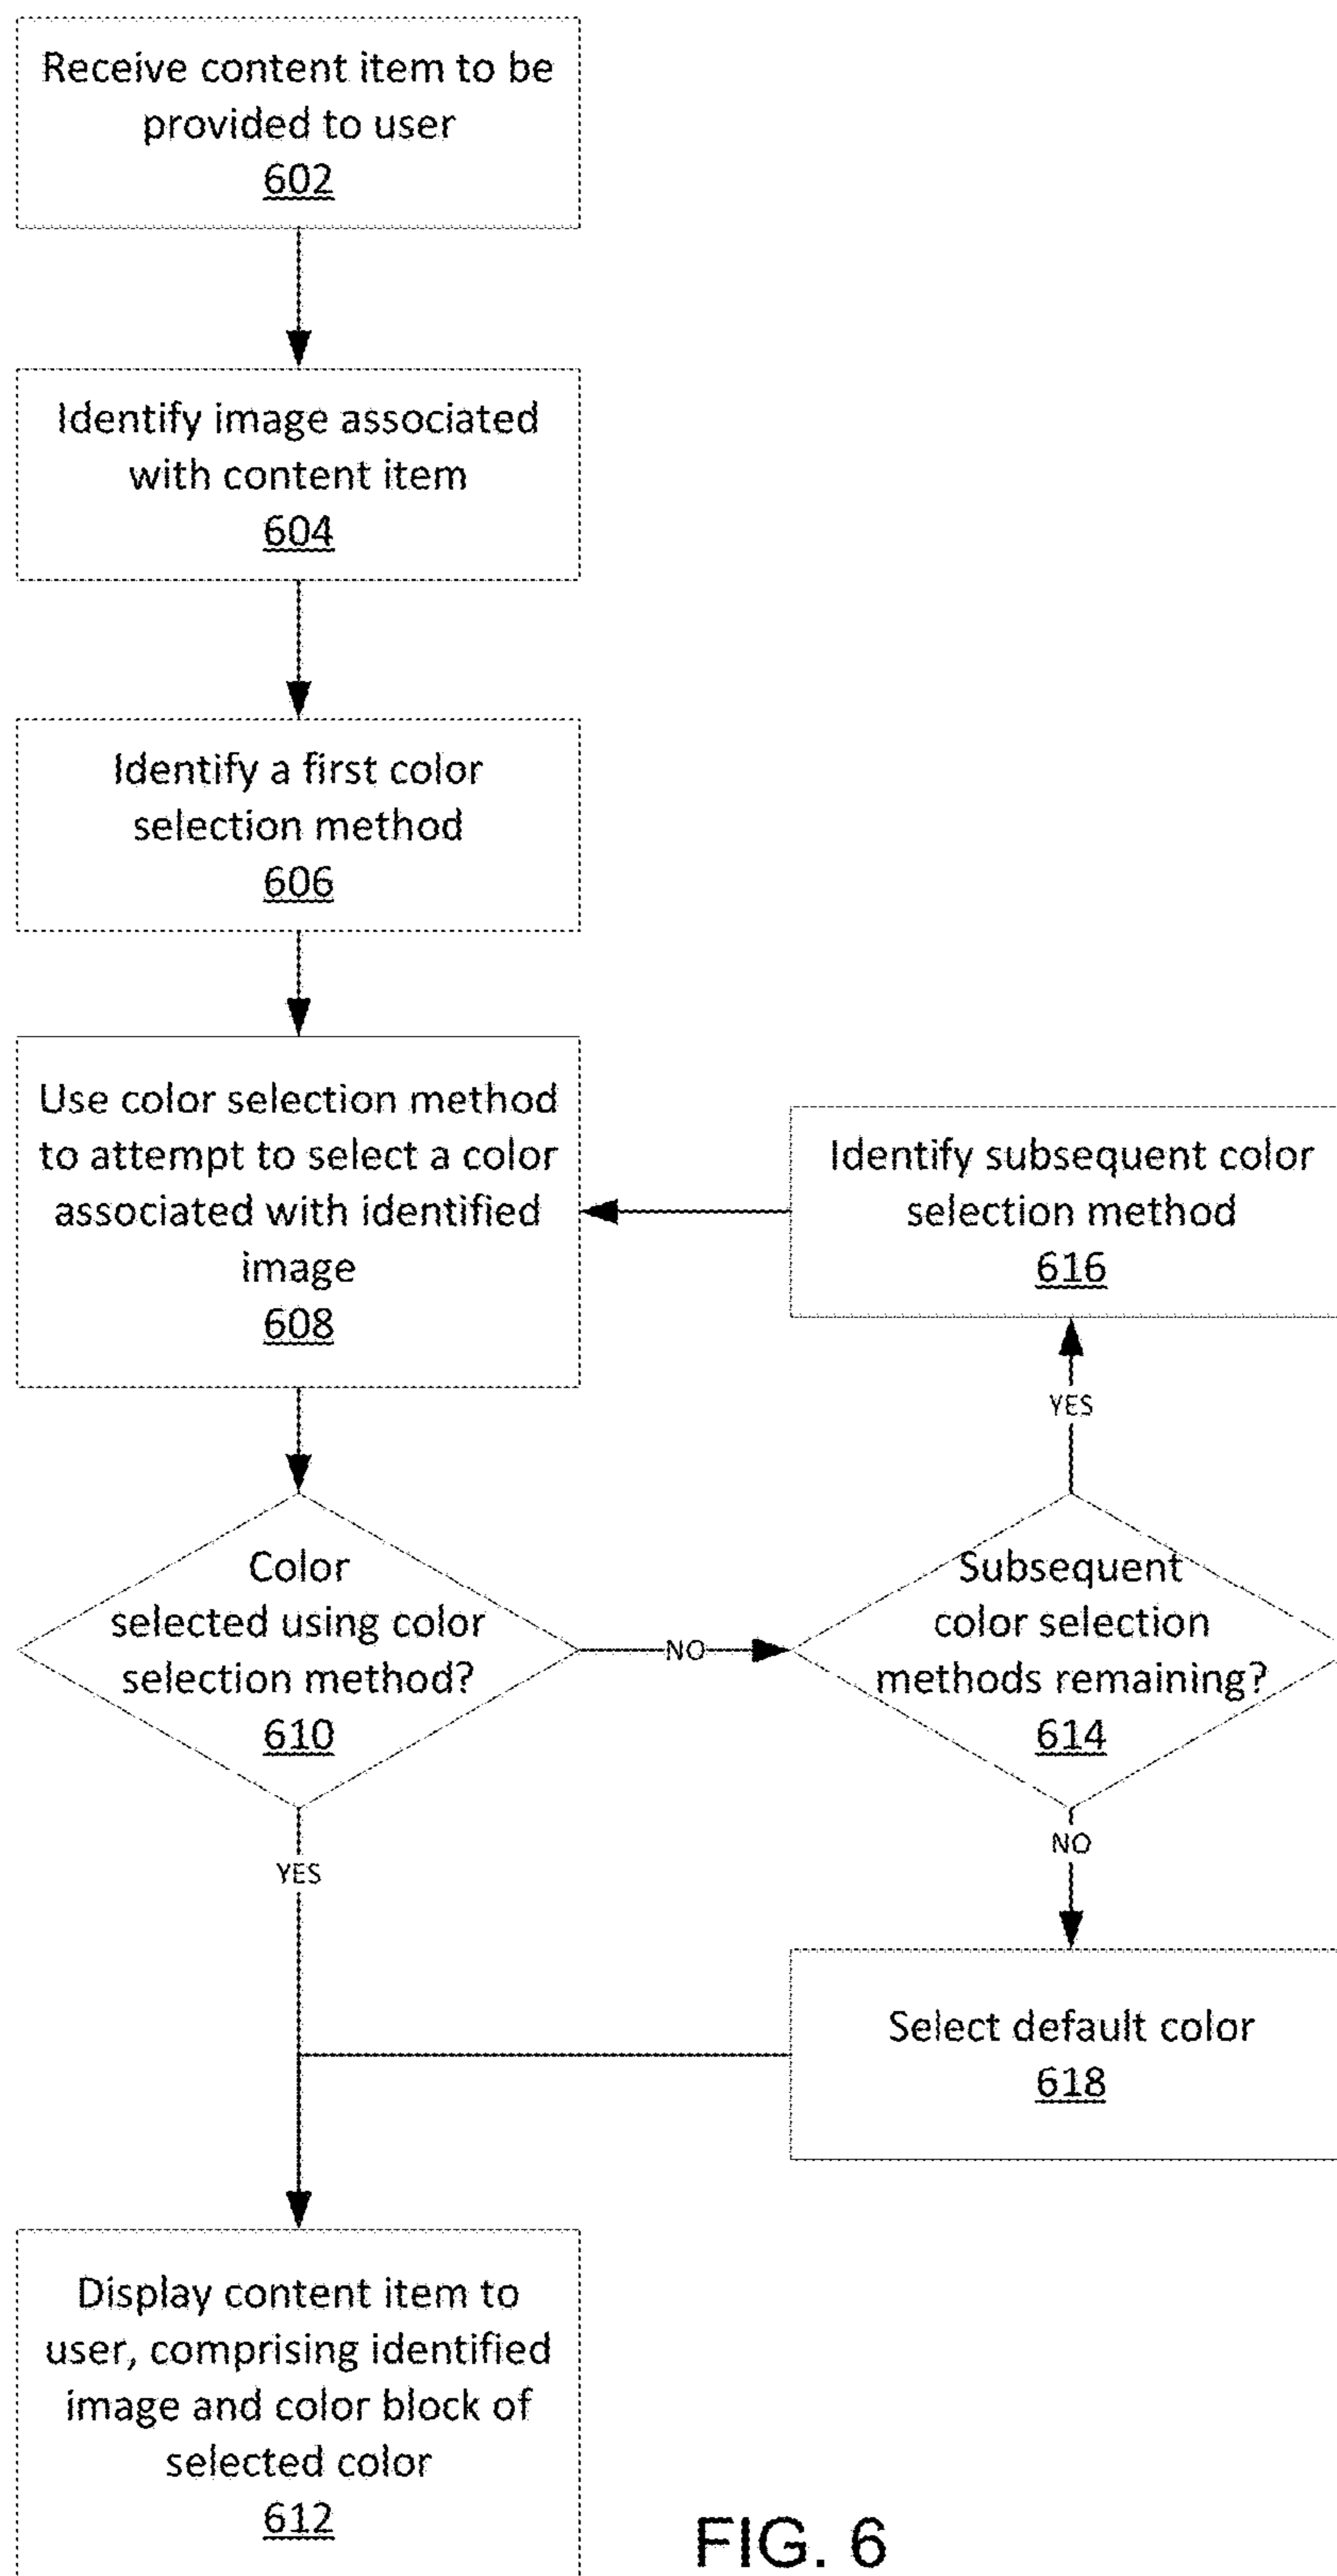 Receive content item to be
provided to user
602
Identify image associated
with content item
604
Identify a first color
selection method
606
Use color selection method
to attempt to select a color
associated with identified
image
608
Identify subsequent color
selection method
616
YES
Color
selected using color
selection method?
610
NO
Subsequent
color selection
methods remaining?
614
YES
NO
Select default color
618
Display content item to
user, comprising identified
image and color block of
selected color
612
FIG. 6